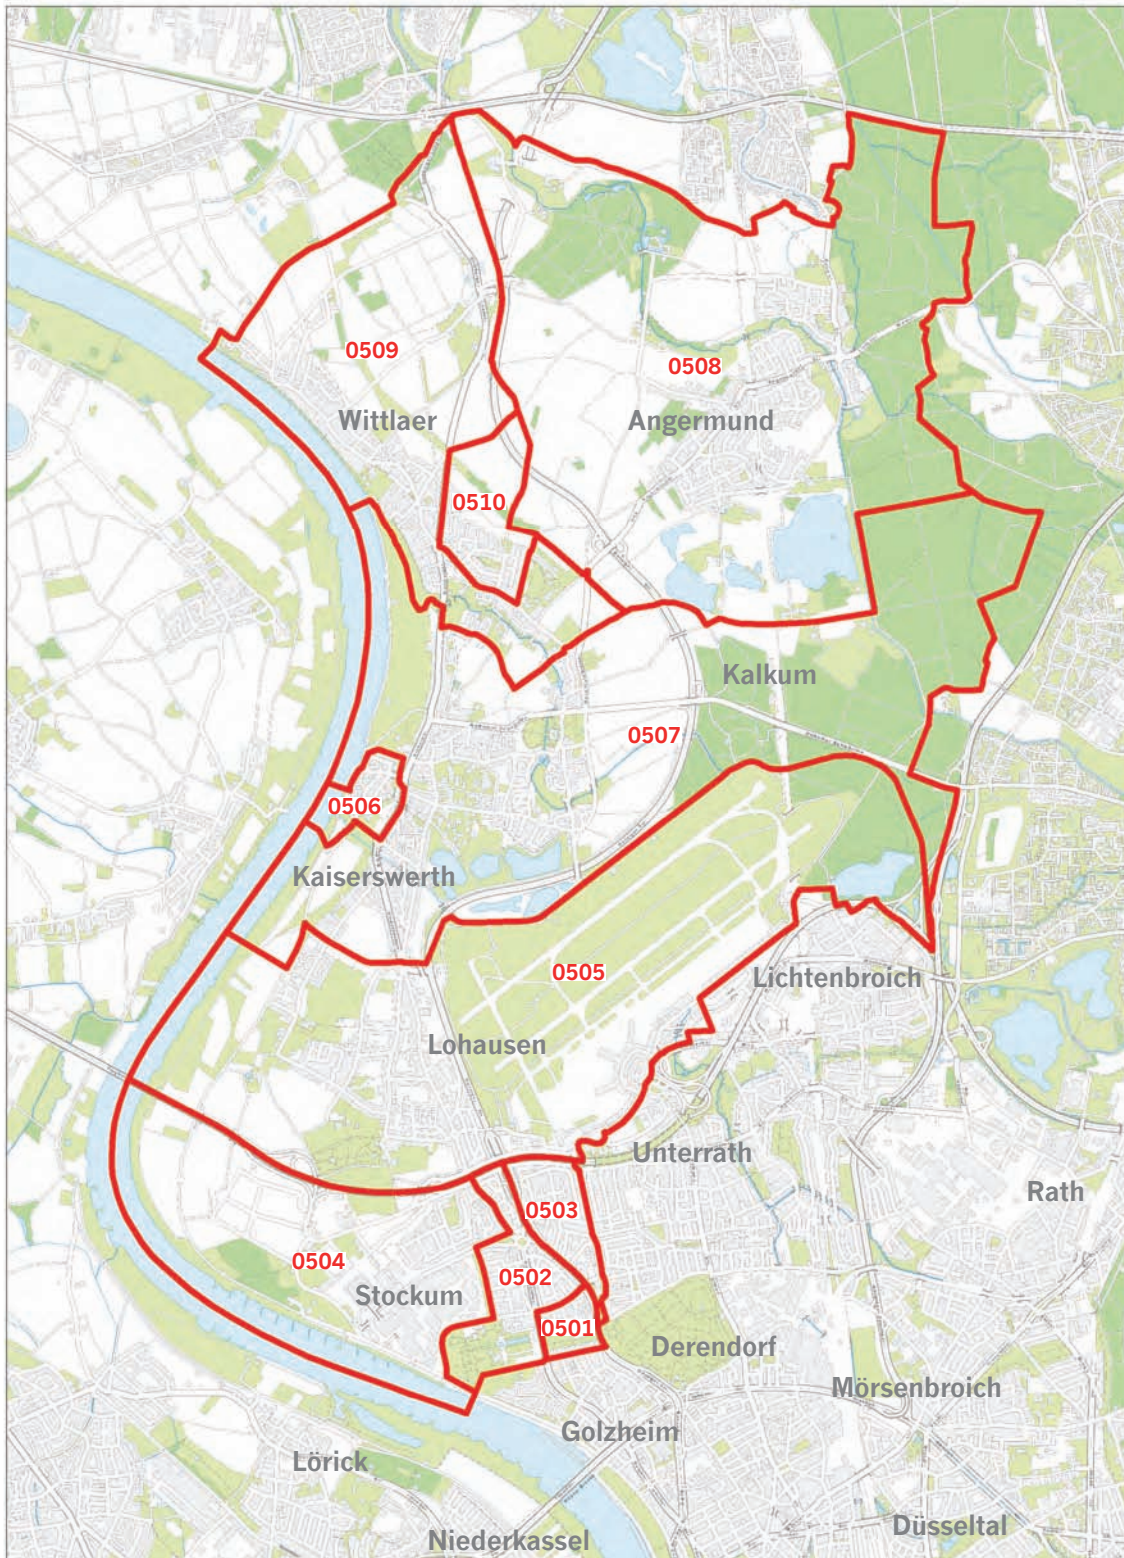 0509
0508
Wittlaer
Angermund
0510
Kalkum
0507
0506
Kaiserswerth
0505
Lichtenbroich
Lohausen
Unterrath
Rath
0503
0504
0502
Stockum
0501
Derendorf
Mörsenbroich
Golzheim
Lörick
Düsseltal
Niederkassel